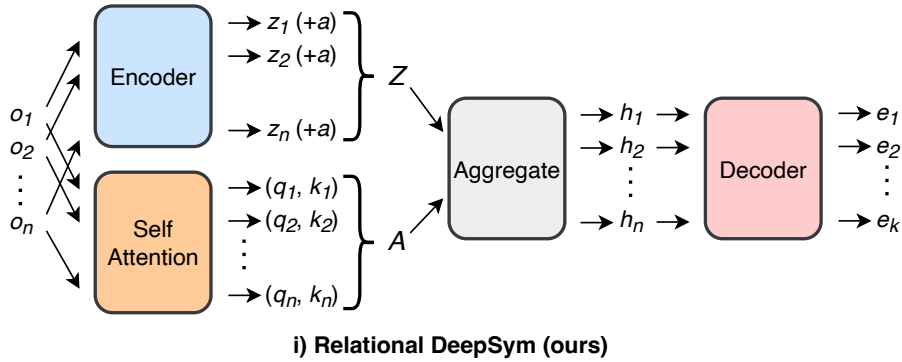 o1
o2
on
Encoder
z1 (+a)
z2 (+a)
zn (+a)
Z
Self
Attention
(q1, k1)
(q2, k2)
(qn, kn)
A
Aggregate
h1
h2
hn
Decoder
e1
e2
ek
i) Relational DeepSym (ours)